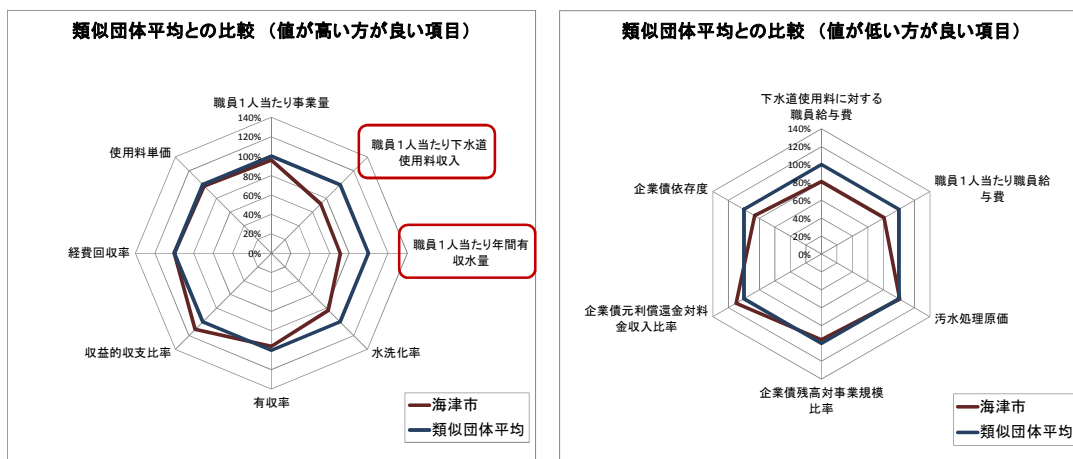 類似団体平均との比較 （値が高い方が良い項目）
職員１人当たり事業量
140%
120%
100%
80%
60%
40%
20%
0%
職員１人当たり下水道
使用料収入
職員１人当たり年間有
収水量
水洗化率
有収率
収益的収支比率
経費回収率
使用料単価
海津市
類似団体平均
類似団体平均との比較 （値が低い方が良い項目）
下水道使用料に対する
職員給与費
140%
120%
100%
80%
60%
40%
20%
0%
職員１人当たり職員給
与費
汚水処理原価
企業債残高対事業規模
比率
企業債元利償還金対料
金収入比率
企業債依存度
海津市
類似団体平均